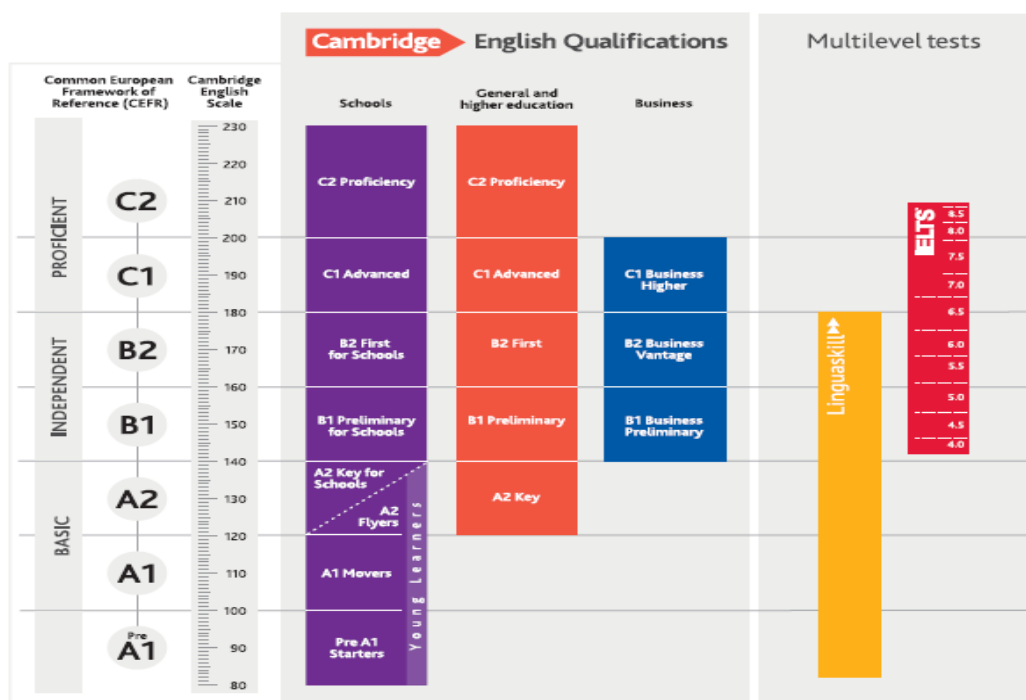 Cambridge English Qualifications
Multilevel tests
Common European
Framework of
Reference (CEFR)
Cambridge
English
Scale
Schools
General and
higher education
Business
PROFICIENT
INDEPENDENT
BASIC
C2
C1
B2
B1
A2
A1
Pre
A1
230
220
210
200
190
180
170
160
150
140
130
120
110
100
90
80
C2 Proficiency
C1 Advanced
B2 First
for Schools
B1 Preliminary
for Schools
A2 Key for
Schools
A2
Flyers
A1 Movers
Pre A1
Starters
Young Learners
C2 Proficiency
C1 Advanced
B2 First
B1 Preliminary
A2 Key
C1 Business
Higher
B2 Business
Vantage
B1 Business
Preliminary
Linguaskill
IELTS
8.5
8.0
7.5
7.0
6.5
6.0
5.5
5.0
4.5
4.0